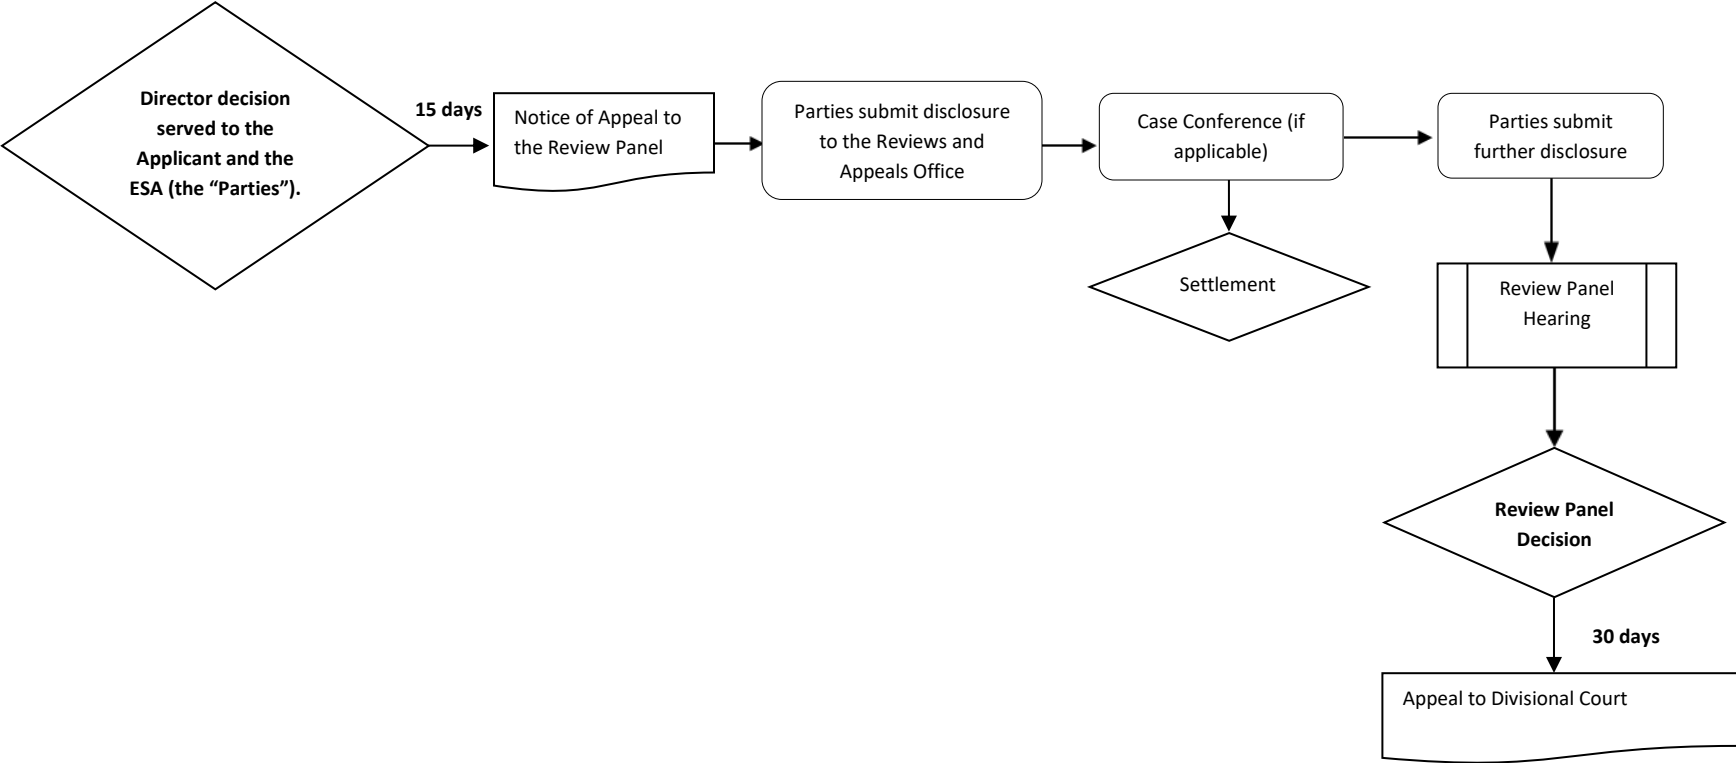 Director decision
served to the
Applicant and the
ESA (the “Parties”).
15 days
Notice of Appeal to
the Review Panel
Parties submit disclosure
to the Reviews and
Appeals Office
Case Conference (if
applicable)
Settlement
Parties submit
further disclosure
Review Panel
Hearing
Review Panel
Decision
30 days
Appeal to Divisional Court